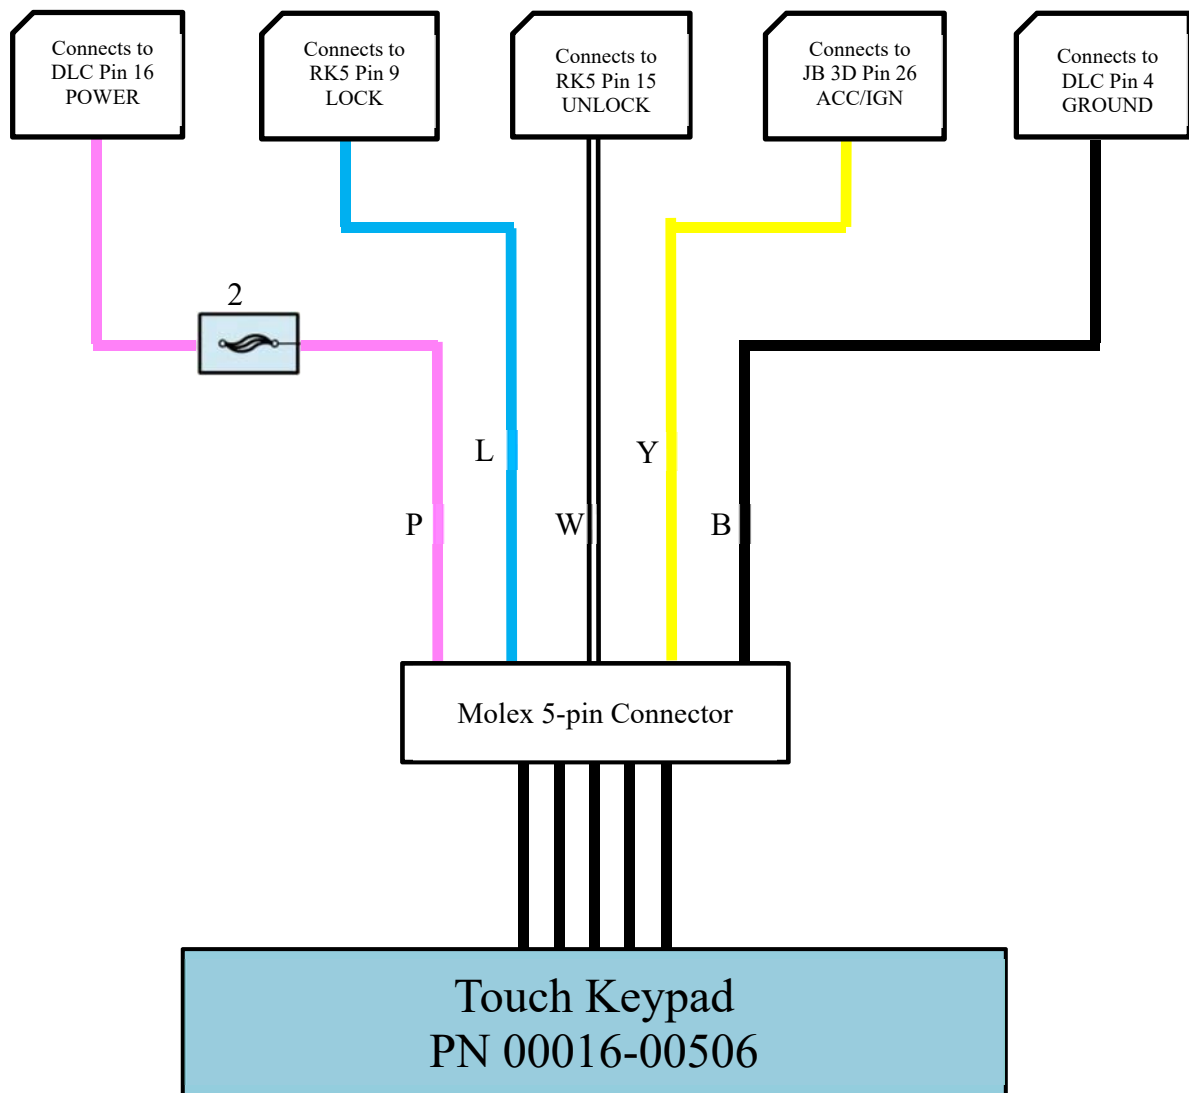 Connects to
DLC Pin 16
POWER
Connects to
RK5 Pin 9
LOCK
Connects to
RK5 Pin 15
UNLOCK
Connects to
JB 3D Pin 26
ACC/IGN
Connects to
DLC Pin 4
GROUND
2
L
Y
P
W
B
Molex 5-pin Connector
Touch Keypad
PN 00016-00506